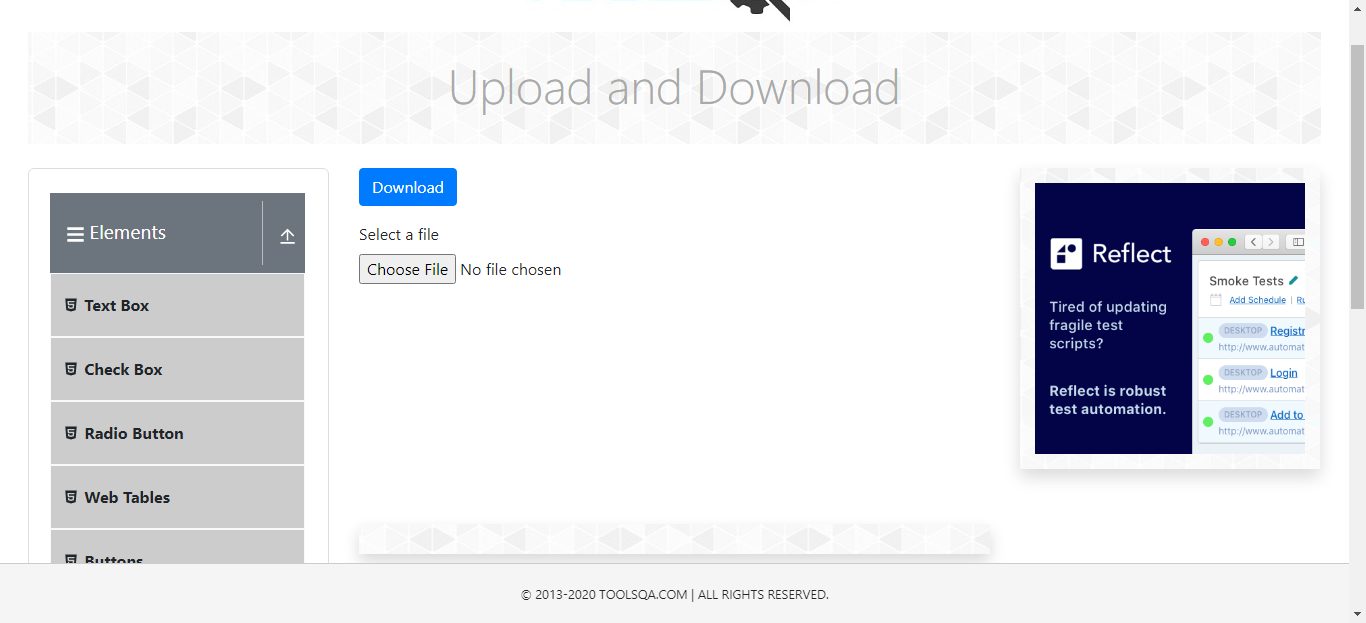 Upload and Download
Elements
Text Box
Check Box
Radio Button
Web Tables
Buttons
Download
Select a file
Choose File No file chosen
Reflect
Tired of updating
fragile test
scripts?
Reflect is robust
test automation.
Smoke Tests
Add Schedule | Ru
DESKTOP Registr
http://www.automat
DESKTOP Login
http://www.automat
DESKTOP Add to
http://www.automat
© 2013-2020 TOOLSQA.COM | ALL RIGHTS RESERVED.